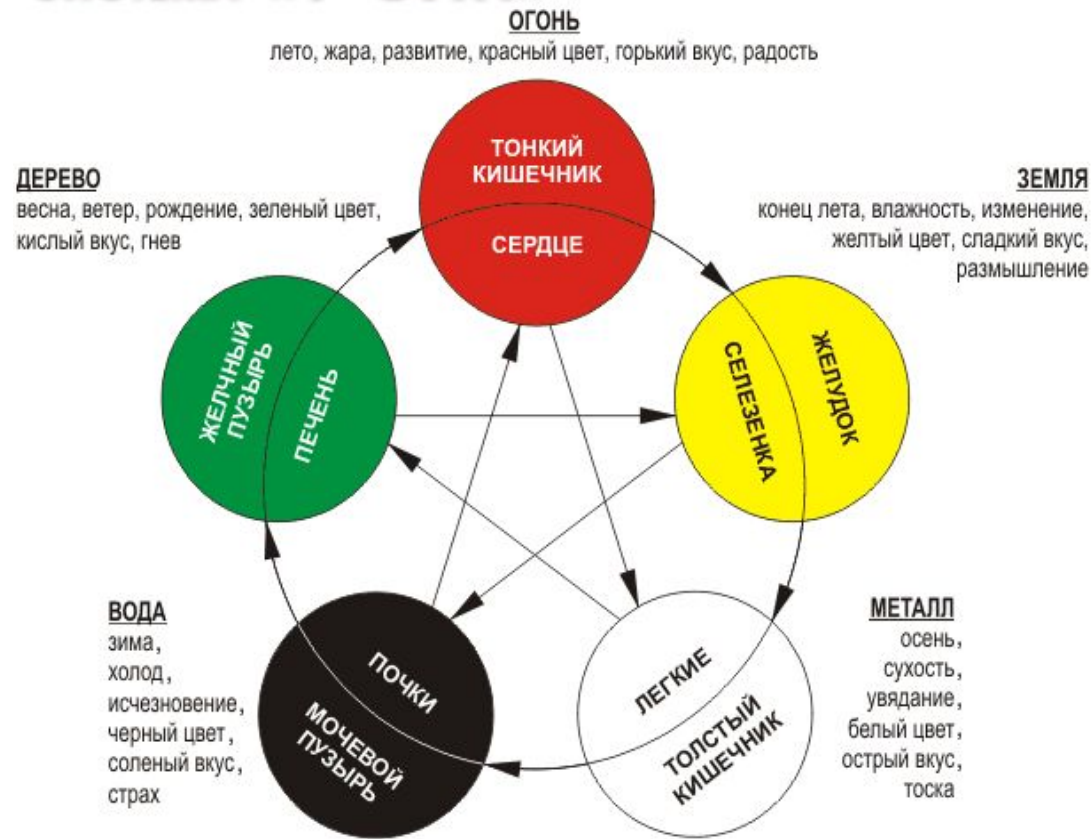 ОГОНЬ
лето, жара, развитие, красный цвет, горький вкус, радость
ТОНКИЙ
КИШЕЧНИК
СЕРДЦЕ
ДЕРЕВО
весна, ветер, рождение, зеленый цвет,
кислый вкус, гнев
ЗЕМЛЯ
конец лета, влажность, изменение,
желтый цвет, сладкий вкус,
размышление
ЖЕЛЧНЫЙ
ПУЗЫРЬ
ПЕЧЕНЬ
СЕЛЕЗЕНКА
ЖЕЛУДОК
ВОДА
зима,
холод,
исчезновение,
черный цвет,
соленый вкус,
страх
ПОЧКИ
МОЧЕВОЙ
ПУЗЫРЬ
ЛЕГКИЕ
ТОЛСТЫЙ
КИШЕЧНИК
МЕТАЛЛ
осень,
сухость,
увядание,
белый цвет,
острый вкус,
тоска